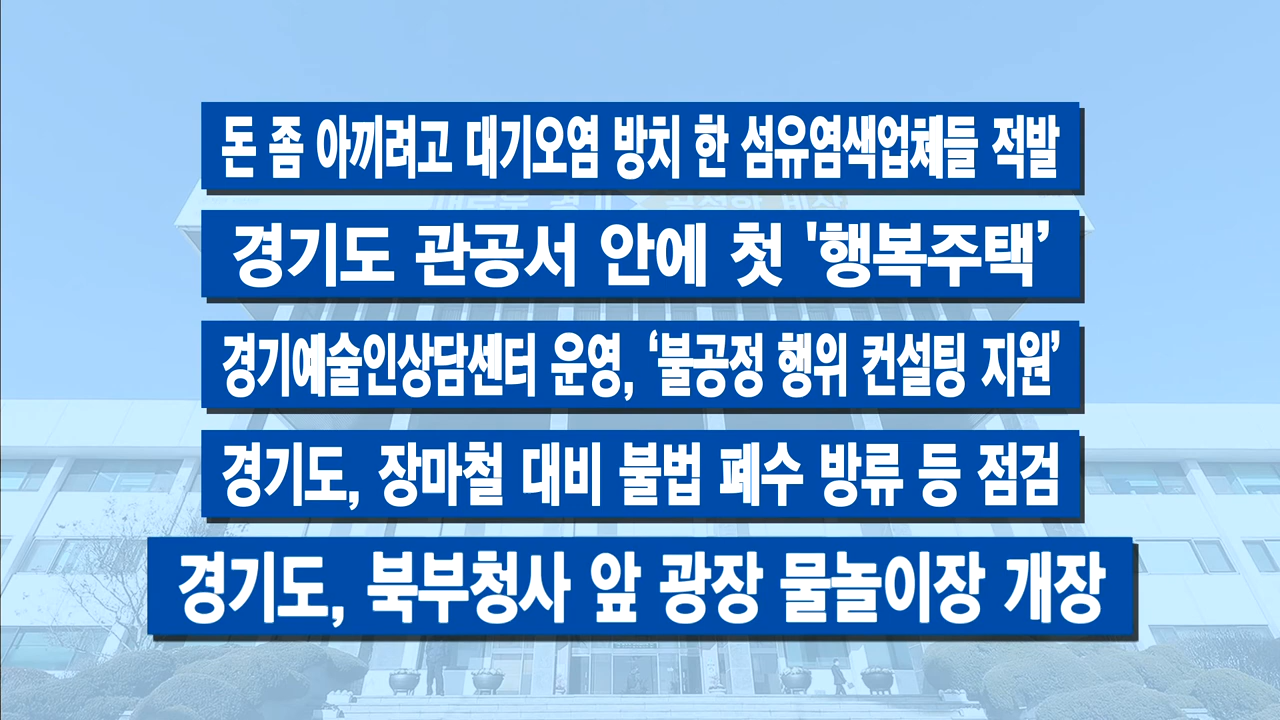 돈 좀 아끼려고 대기오염 방치 한 섬유염색업체들 적발
경기도 관공서 안에 첫 '행복주택’
경기예술인상담센터 운영, ‘불공정 행위 컨설팅 지원’
경기도, 장마철 대비 불법 폐수 방류 등 점검
경기도, 북부청사 앞 광장 물놀이장 개장